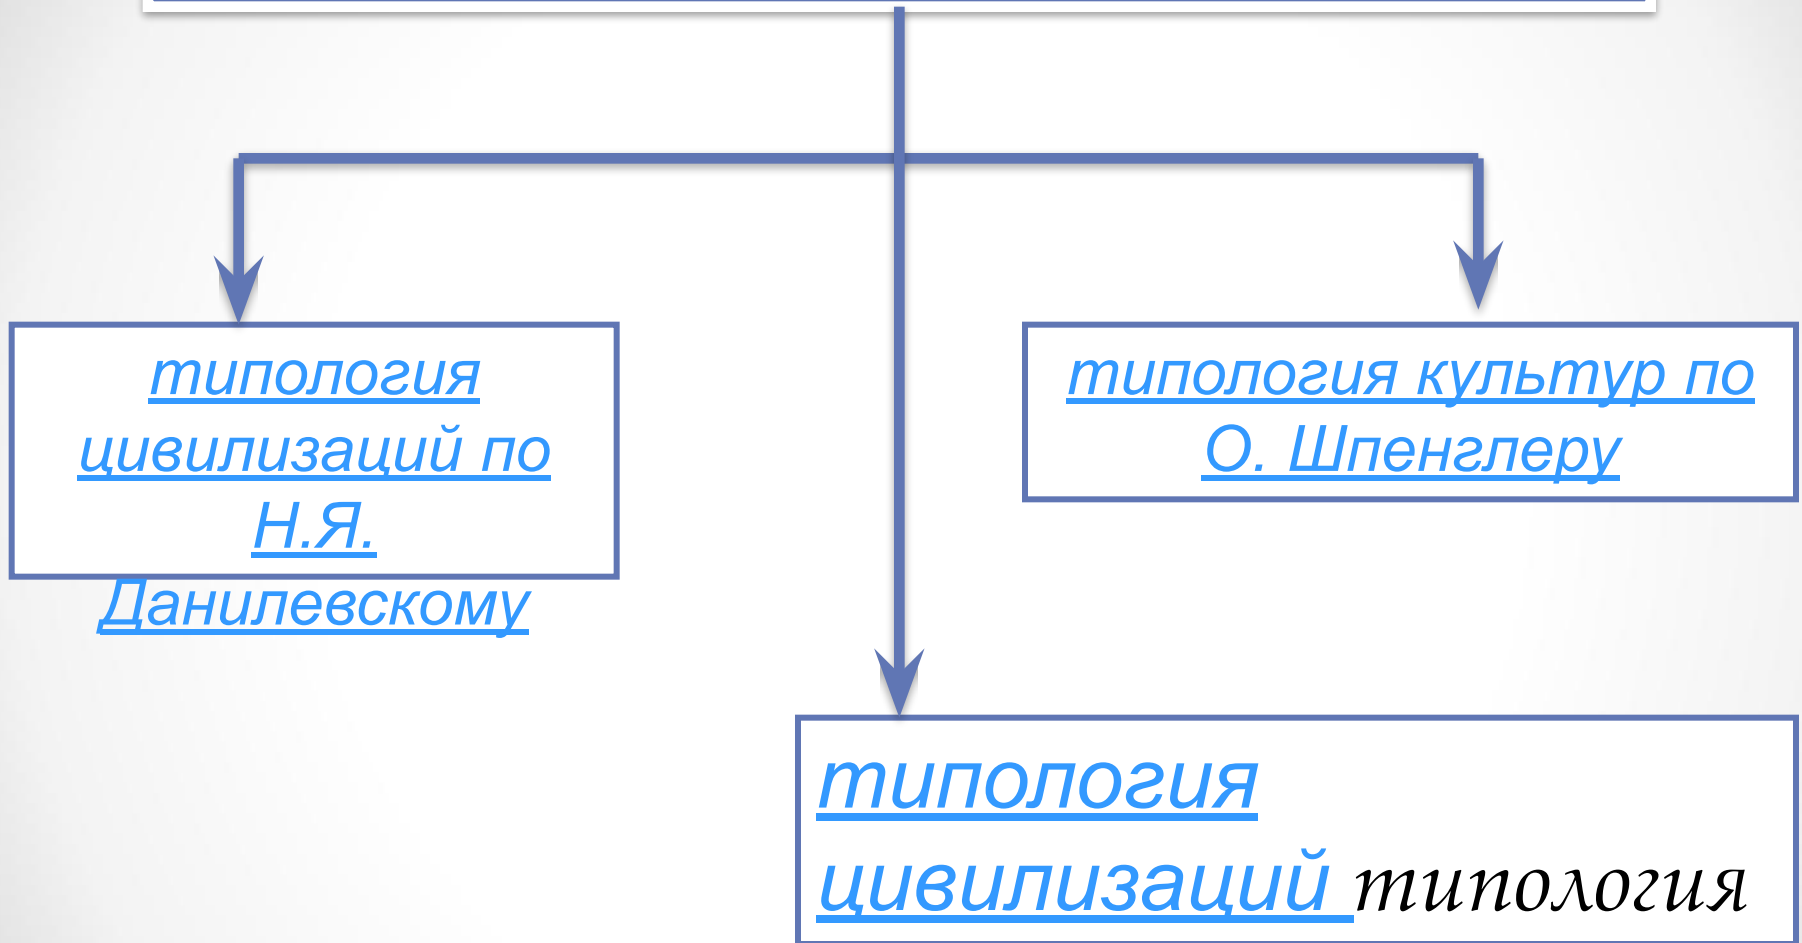 типология
цивилизаций по
Н.Я.
Данилевскому
типология культур по
О. Шпенглеру
типология
цивилизаций типология